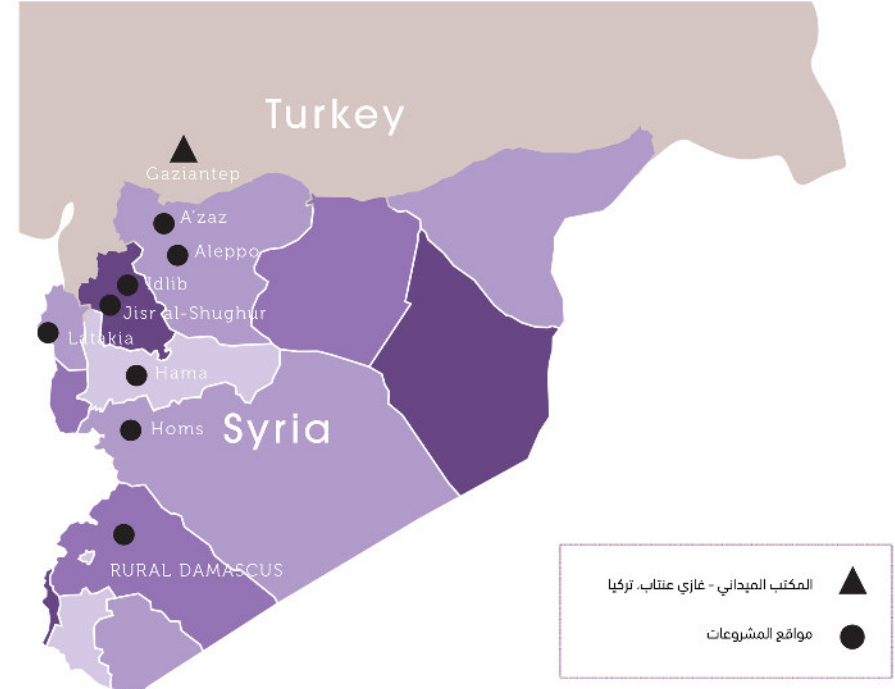 Turkey
Gaziantep
A'zaz
Aleppo
Idlib
Jisr al-Shughur
Latakia
Hama
Homs
Syria
RURAL DAMASCUS
المكتب الميداني - غازي عنتاب، تركيا
مواقع المشروعات